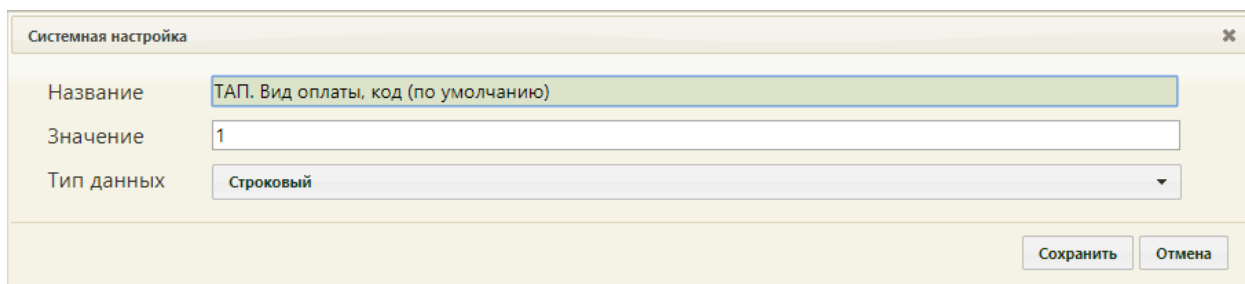 Системная настройка
Название ТАП. Вид оплаты, код (по умолчанию)
Значение 1
Тип данных Строковый
Сохранить Отмена